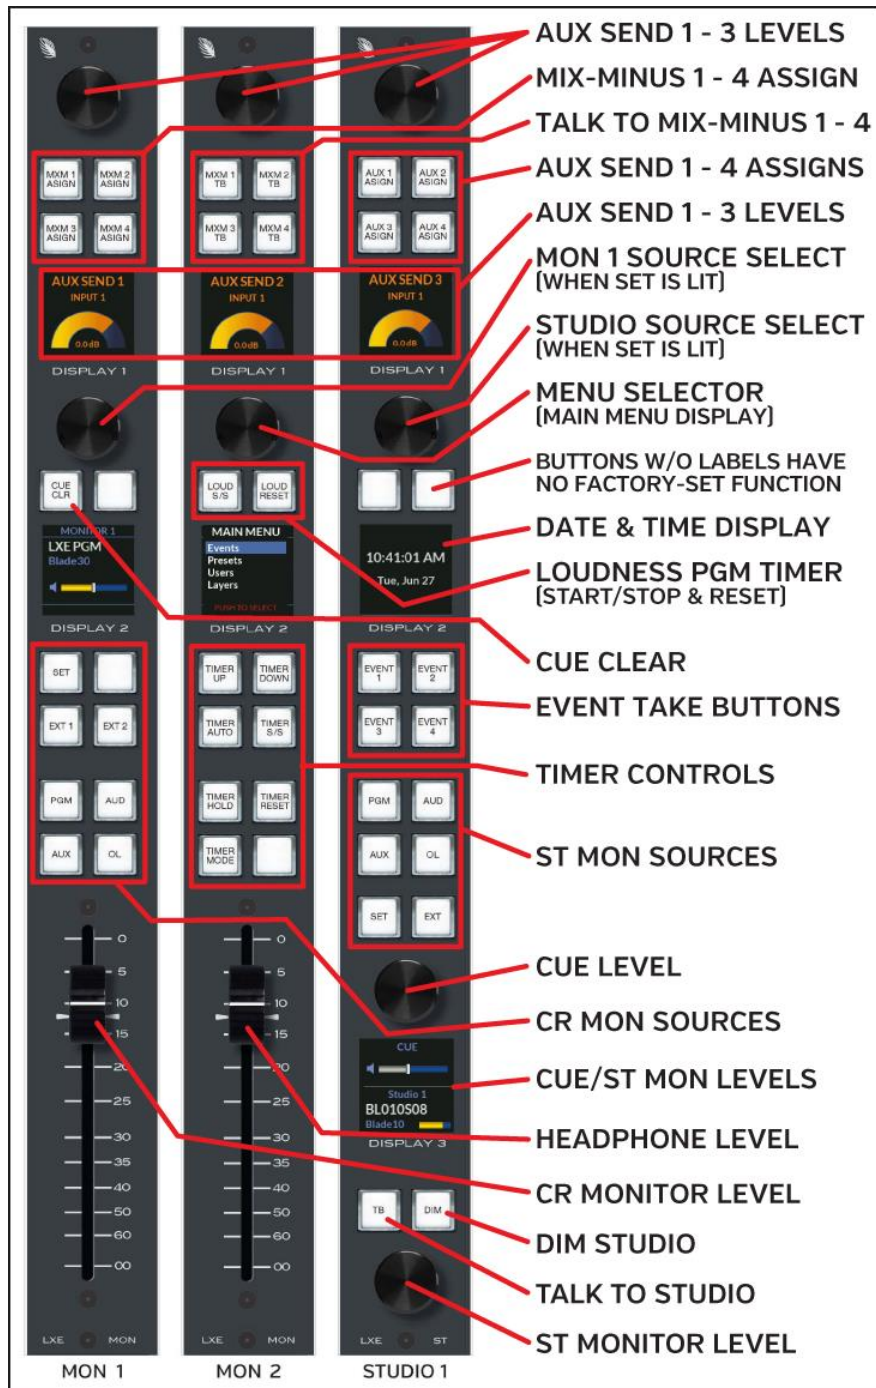 AUX SEND 1 - 3 LEVELS
MIX-MINUS 1 - 4 ASSIGN
TALK TO MIX-MINUS 1 - 4
AUX SEND 1 - 4 ASSIGNS
AUX SEND 1 - 3 LEVELS
MON 1 SOURCE SELECT
(WHEN SET IS LIT)
STUDIO SOURCE SELECT
(WHEN SET IS LIT)
MENU SELECTOR
(MAIN MENU DISPLAY)
BUTTONS W/O LABELS HAVE
NO FACTORY-SET FUNCTION
DATE & TIME DISPLAY
LOUDNESS PGM TIMER
(START/STOP & RESET)
CUE CLEAR
EVENT TAKE BUTTONS
TIMER CONTROLS
ST MON SOURCES
CUE LEVEL
CR MON SOURCES
CUE/ST MON LEVELS
HEADPHONE LEVEL
CR MONITOR LEVEL
DIM STUDIO
TALK TO STUDIO
ST MONITOR LEVEL
MXM 1
ASIGN
MXM 2
ASIGN
MXM 3
ASIGN
MXM 4
ASIGN
AUX SEND 1
INPUT 1
0.0dB
DISPLAY 1
CUE
CLR
MONITOR 1
LXE PGM
Blade30
DISPLAY 2
SET
EXT 1
EXT 2
PGM
AUD
AUX
OL
0
5
10
15
20
25
30
35
40
50
60
00
LXE MON
MON 1
MXM 1
TB
MXM 2
TB
MXM 3
TB
MXM 4
TB
AUX SEND 2
INPUT 1
0.0dB
DISPLAY 1
LOUD
S/S
LOUD
RESET
MAIN MENU
Events
Presets
Users
Layers
PUSH TO SELECT
DISPLAY 2
TIMER
UP
TIMER
DOWN
TIMER
AUTO
TIMER
S/S
TIMER
HOLD
TIMER
RESET
TIMER
MODE
0
5
10
15
20
25
30
35
40
50
60
00
LXE MON
MON 2
AUX 1
ASIGN
AUX 2
ASIGN
AUX 3
ASIGN
AUX 4
ASIGN
AUX SEND 3
INPUT 1
0.0dB
DISPLAY 1
10:41:01 AM
Tue, Jun 27
DISPLAY 2
EVENT
1
EVENT
2
EVENT
3
EVENT
4
PGM
AUD
AUX
OL
SET
EXT
CUE
Studio 1
BL010S08
Blade10
DISPLAY 3
TB
DIM
LXE ST
STUDIO 1